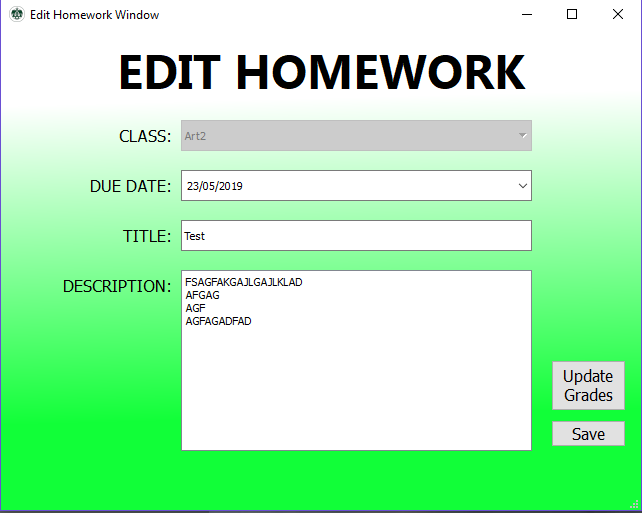 Edit Homework Window
EDIT HOMEWORK
CLASS: Art2
DUE DATE: 23/05/2019
TITLE: Test
DESCRIPTION: FSAGFAKGAJLGAJLKLAD
AFGAG
AGF
AGFAGADFAD
Update
Grades
Save